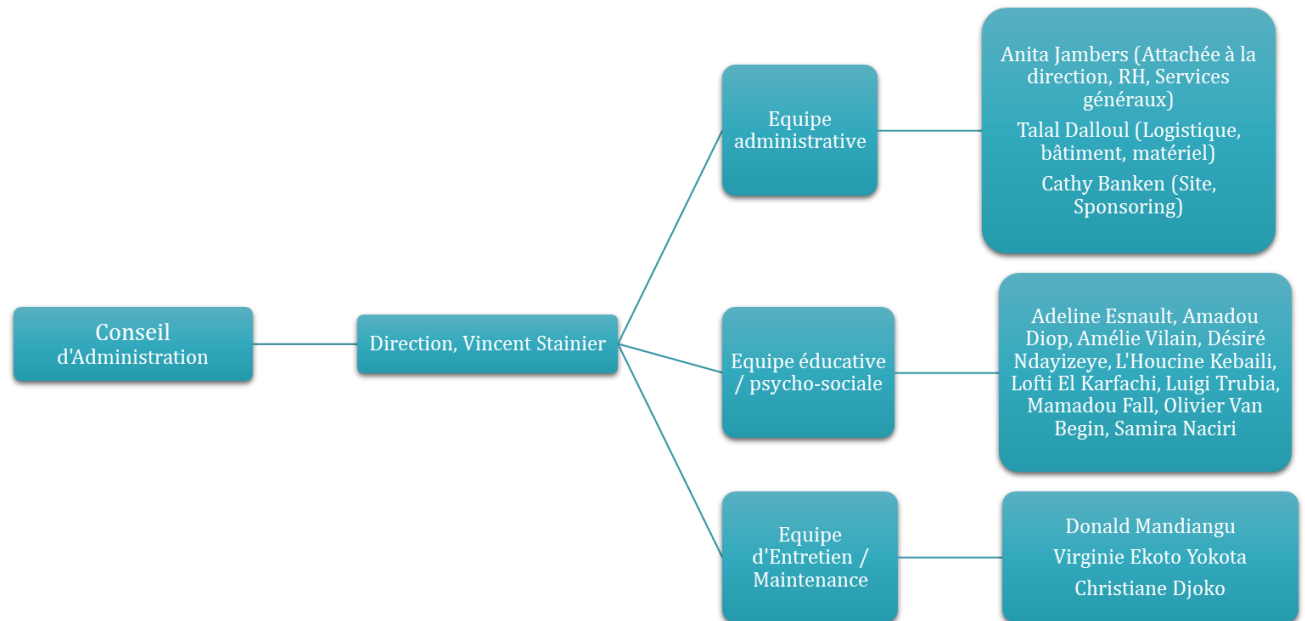 Conseil
d'Administration
Direction, Vincent Stainier
Equipe
administrative
Anita Jambers (Attachée à la
direction, RH, Services
généraux)
Talal Dalloul (Logistique,
bâtiment, matériel)
Cathy Banken (Site,
Sponsoring)
Equipe éducative
/ psycho-sociale
Adeline Esnault, Amadou
Diop, Amélie Vilain, Désiré
Ndayizeye, L'Houcine Kebaili,
Lofti El Karfachi, Luigi Trubia,
Mamadou Fall, Olivier Van
Begin, Samira Naciri
Equipe
d'Entretien /
Maintenance
Donald Mandiangu
Virginie Ekoto Yokota
Christiane Djoko